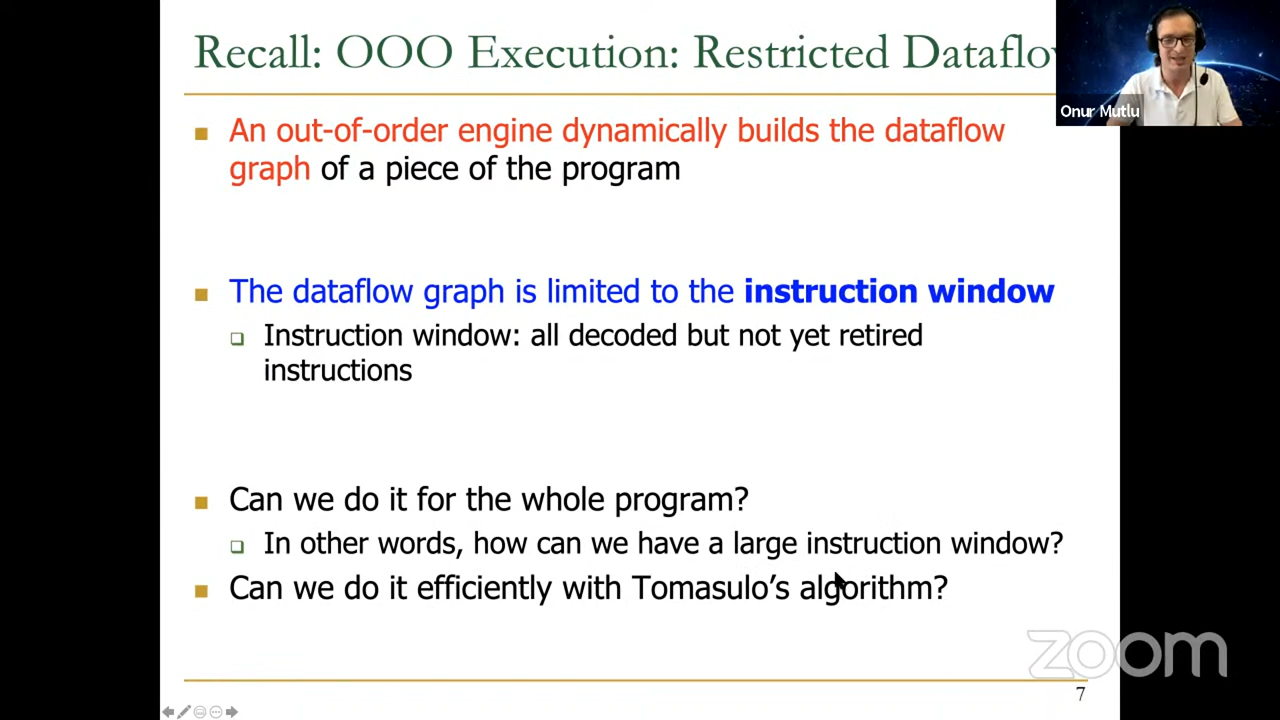 Recall: OOO Execution: Restricted Dataflo
Onur Mutlu
An out-of-order engine dynamically builds the dataflow
graph of a piece of the program
The dataflow graph is limited to the instruction window
Instruction window: all decoded but not yet retired
instructions
Can we do it for the whole program?
In other words, how can we have a large instruction window?
Can we do it efficiently with Tomasulo’s algorithm?
zoom
7